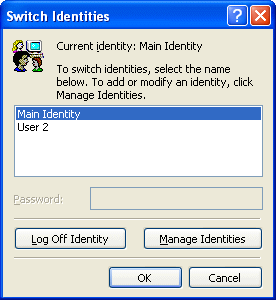 Switch Identities
Current identity: Main Identity
To switch identities, select the name
below. To add or modify an identity, click
Manage Identities.
Main Identity
User 2
Password:
Log Off Identity Manage Identities
OK Cancel